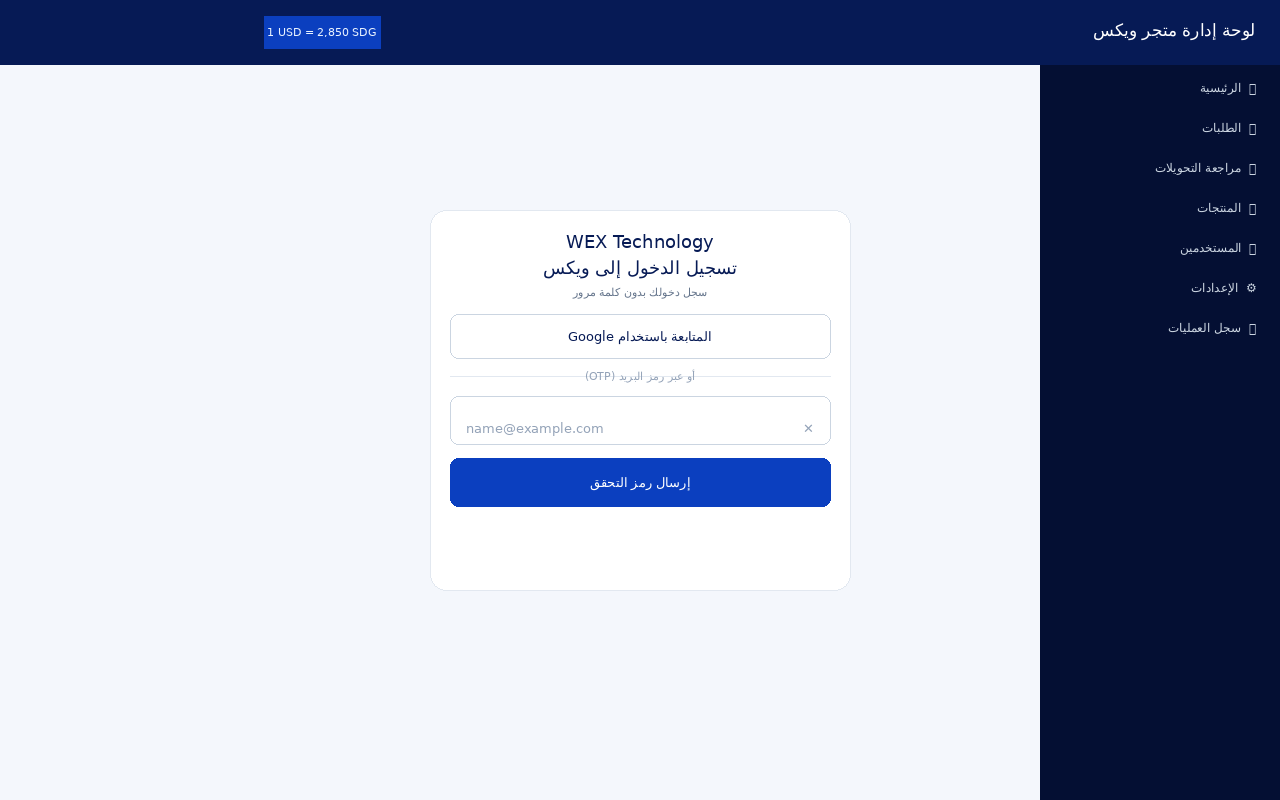 لوحة إدارة متجر ويكس
1 USD = 2,850 SDG
الرئيسية
الطلبات
مراجعة التحويلات
المنتجات
المستخدمين
⚙ الإعدادات
سجل العمليات
WEX Technology
تسجيل الدخول إلى ويكس
سجل دخولك بدون كلمة مرور
المتابعة باستخدام Google
أو عبر رمز البريد (OTP)
name@example.com ✕
إرسال رمز التحقق